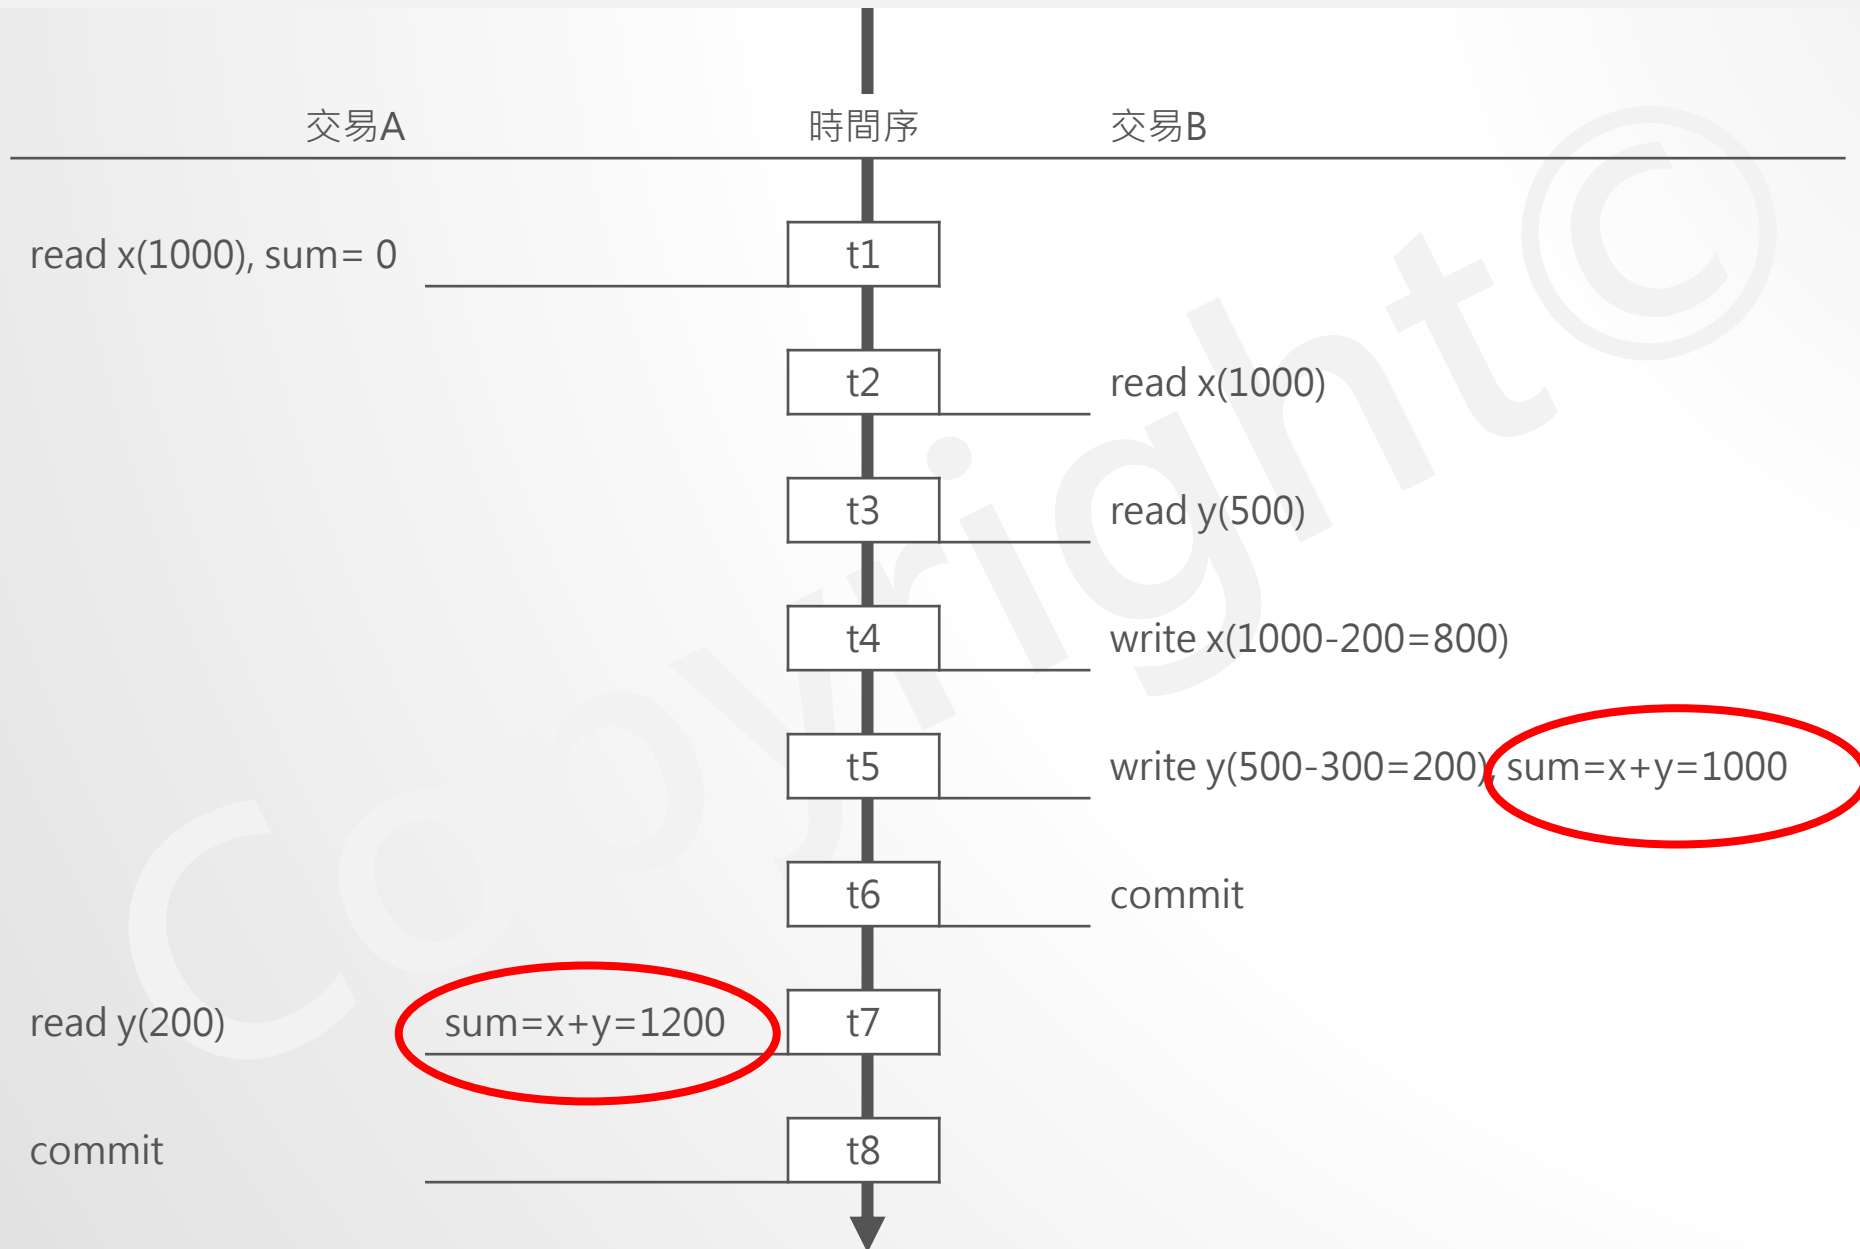 交易A 時間序 交易B
read x(1000), sum= 0 t1
t2 read x(1000)
t3 read y(500)
t4 write x(1000-200=800)
t5 write y(500-300=200), sum=x+y=1000
t6 commit
read y(200) sum=x+y=1200 t7
commit t8
Copyright©